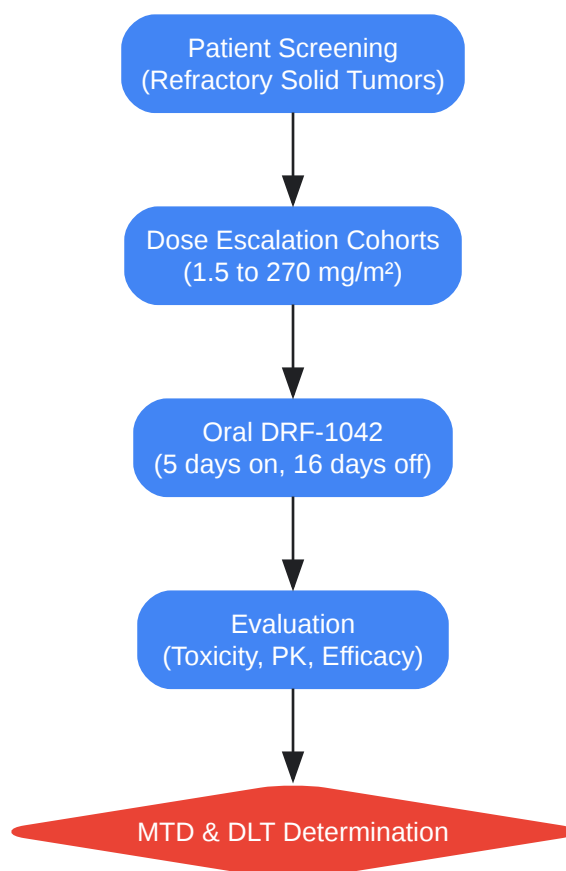 Patient Screening
(Refractory Solid Tumors)
Dose Escalation Cohorts
(1.5 to 270 mg/m²)
Oral DRF-1042
(5 days on, 16 days off)
Evaluation
(Toxicity, PK, Efficacy)
MTD & DLT Determination